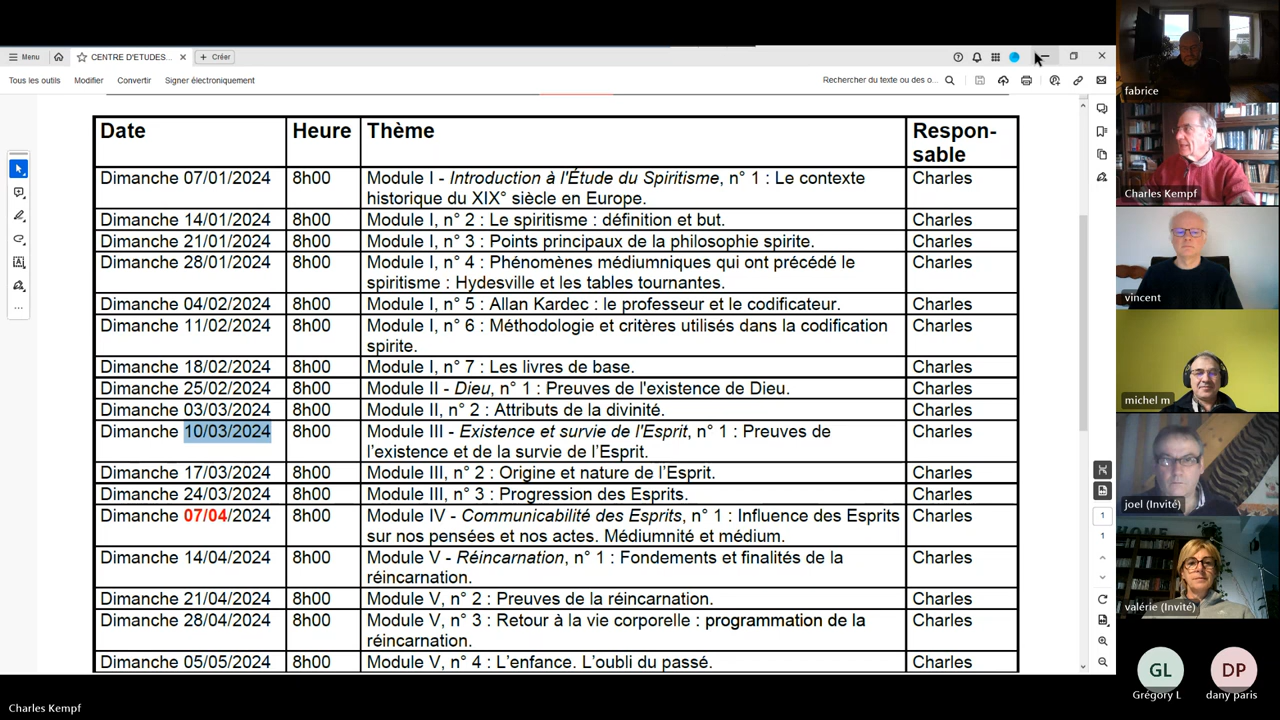 Menu
CENTRE D'ETUDES...
Créer
Tous les outils
Modifier
Convertir
Signer électroniquement
Rechercher du texte ou des o...
Date Heure Thème Respon-
sable
Dimanche 07/01/2024 8h00 Module I - Introduction à l'Étude du Spiritisme, n° 1 : Le contexte Charles
historique du XIX° siècle en Europe.
Dimanche 14/01/2024 8h00 Module I, n° 2 : Le spiritisme : définition et but. Charles
Dimanche 21/01/2024 8h00 Module I, n° 3 : Points principaux de la philosophie spirite. Charles
Dimanche 28/01/2024 8h00 Module I, n° 4 : Phénomènes médiumniques qui ont précédé le Charles
spiritisme : Hydesville et les tables tournantes.
Dimanche 04/02/2024 8h00 Module I, n° 5 : Allan Kardec : le professeur et le codificateur. Charles
Dimanche 11/02/2024 8h00 Module I, n° 6 : Méthodologie et critères utilisés dans la codification Charles
spirite.
Dimanche 18/02/2024 8h00 Module I, n° 7 : Les livres de base. Charles
Dimanche 25/02/2024 8h00 Module II - Dieu, n° 1 : Preuves de l'existence de Dieu. Charles
Dimanche 03/03/2024 8h00 Module II, n° 2 : Attributs de la divinité. Charles
Dimanche 10/03/2024 8h00 Module III - Existence et survie de l'Esprit, n° 1 : Preuves de Charles
l'existence et de la survie de l'Esprit.
Dimanche 17/03/2024 8h00 Module III, n° 2 : Origine et nature de l'Esprit. Charles
Dimanche 24/03/2024 8h00 Module III, n° 3 : Progression des Esprits. Charles
Dimanche 07/04/2024 8h00 Module IV - Communicabilité des Esprits, n° 1 : Influence des Esprits Charles
sur nos pensées et nos actes. Médiumnité et médium.
Dimanche 14/04/2024 8h00 Module V - Réincarnation, n° 1 : Fondements et finalités de la Charles
réincarnation.
Dimanche 21/04/2024 8h00 Module V, n° 2 : Preuves de la réincarnation. Charles
Dimanche 28/04/2024 8h00 Module V, n° 3 : Retour à la vie corporelle : programmation de la Charles
réincarnation.
Dimanche 05/05/2024 8h00 Module V, n° 4 : L'enfance. L'oubli du passé. Charles
1
1
fabrice
Charles Kempf
vincent
michel m
joel (Invité)
HOME
valérie (Invité)
GL
Grégory L
DP
dany paris
Charles Kempf